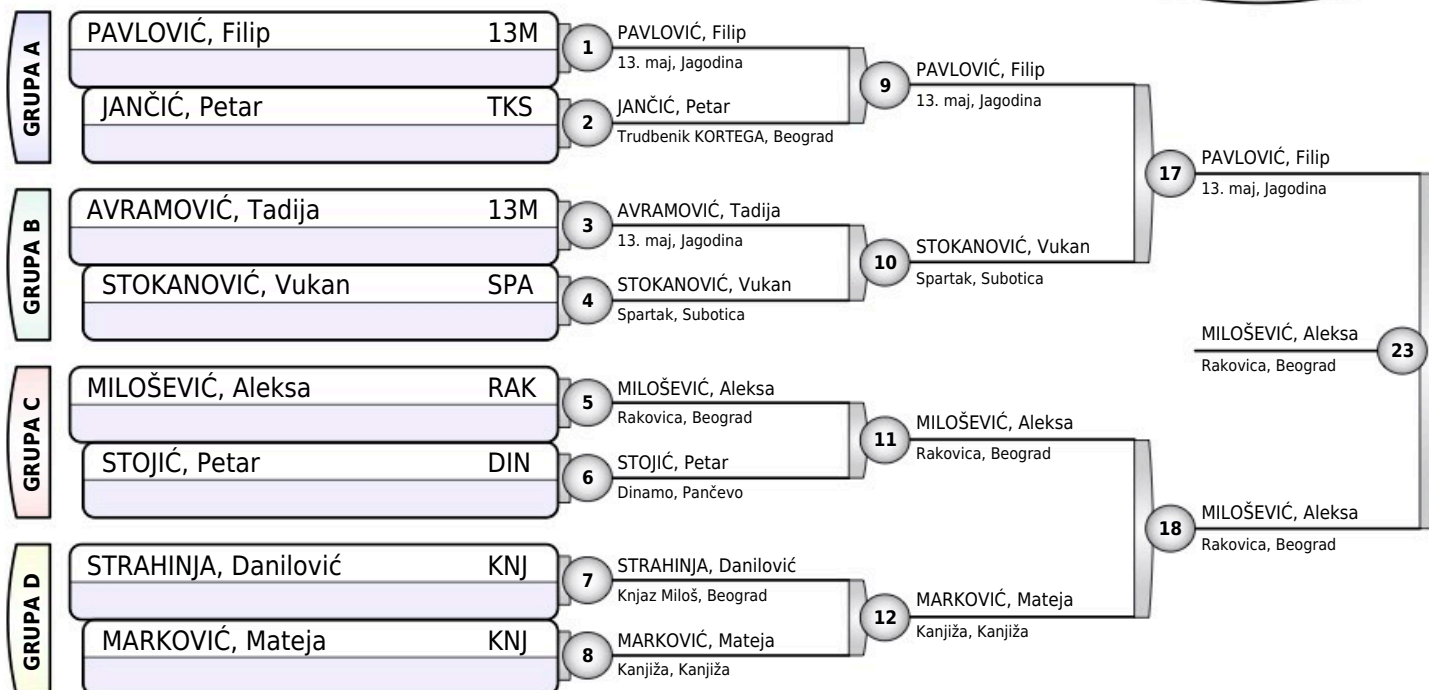 GRUPA A
PAVLOVIĆ, Filip 13M
JANČIĆ, Petar TKS
1
PAVLOVIĆ, Filip
13. maj, Jagodina
2
JANČIĆ, Petar
Trudbenik KORTEGA, Beograd
9
PAVLOVIĆ, Filip
13. maj, Jagodina
GRUPA B
AVRAMOVIĆ, Tadija 13M
STOKANOVIĆ, Vukan SPA
3
AVRAMOVIĆ, Tadija
13. maj, Jagodina
4
STOKANOVIĆ, Vukan
Spartak, Subotica
10
STOKANOVIĆ, Vukan
Spartak, Subotica
17
PAVLOVIĆ, Filip
13. maj, Jagodina
GRUPA C
MILOŠEVIĆ, Aleksa RAK
STOJIĆ, Petar DIN
5
MILOŠEVIĆ, Aleksa
Rakovica, Beograd
6
STOJIĆ, Petar
Dinamo, Pančevo
11
MILOŠEVIĆ, Aleksa
Rakovica, Beograd
GRUPA D
STRAHINJA, Danilović KNJ
MARKOVIĆ, Mateja KNJ
7
STRAHINJA, Danilović
Knjaz Miloš, Beograd
8
MARKOVIĆ, Mateja
Kanjiža, Kanjiža
12
MARKOVIĆ, Mateja
Kanjiža, Kanjiža
18
MILOŠEVIĆ, Aleksa
Rakovica, Beograd
MILOŠEVIĆ, Aleksa
Rakovica, Beograd
23